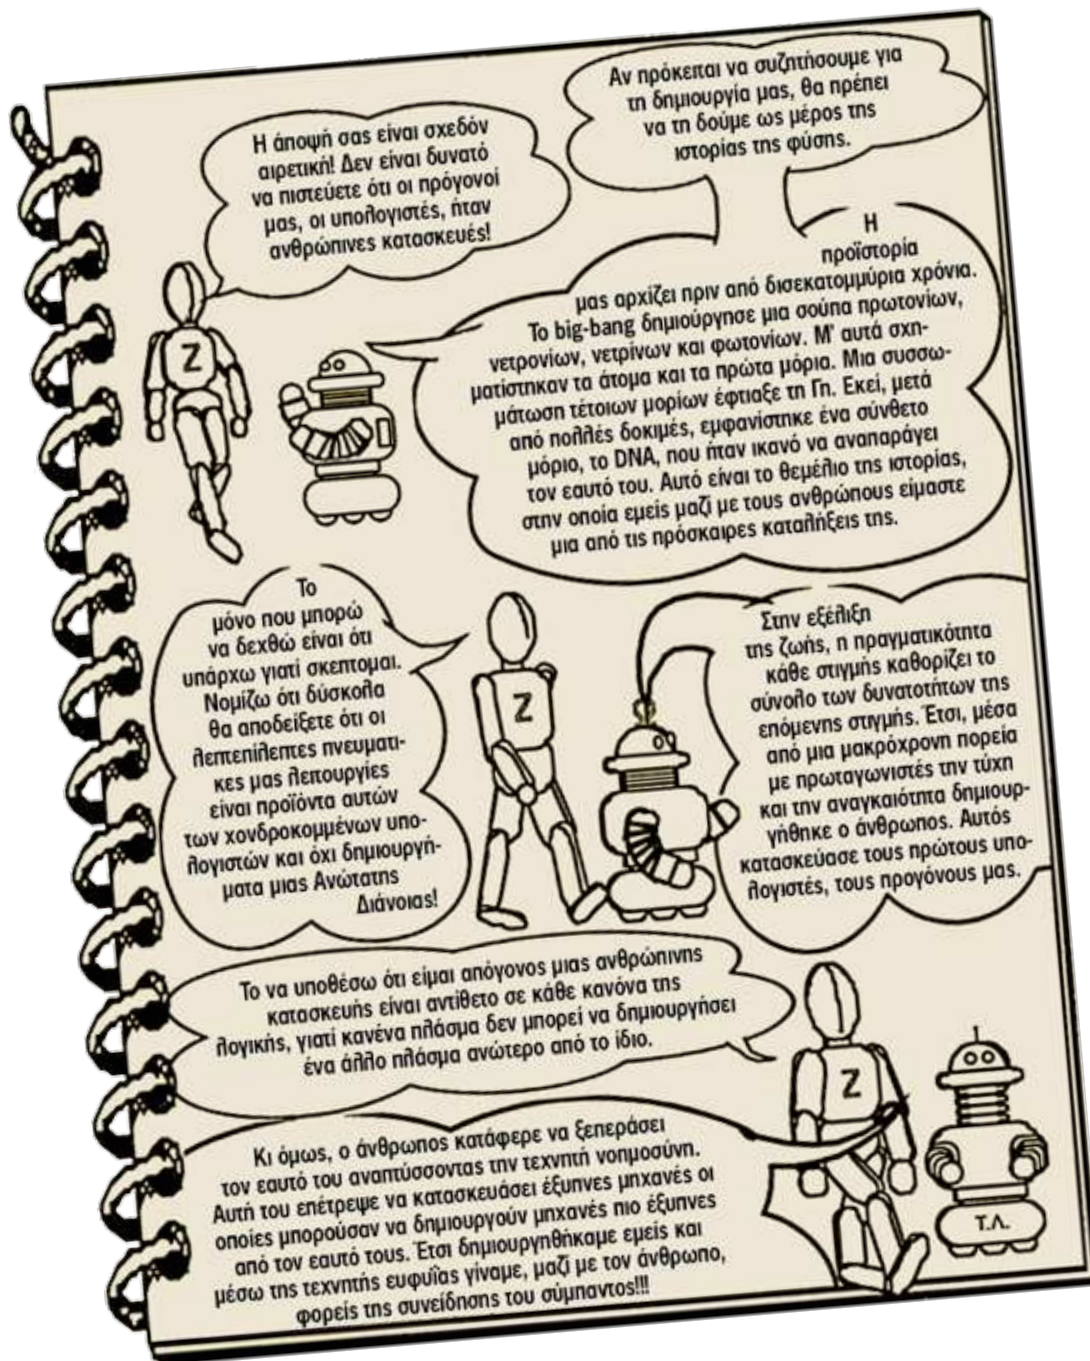 Η άποψή σας είναι σχεδόν
αιρετική! Δεν είναι δυνατό
να πιστεύετε ότι οι πρόγονοί
μας, οι υπολογιστές, ήταν
ανθρώπινες κατασκευές!
Αν πρόκειται να συζητήσουμε για
τη δημιουργία μας, θα πρέπει
να τη δούμε ως μέρος της
ιστορίας της φύσης.
Η
προϊστορία
μας αρχίζει πριν από δισεκατομμύρια χρόνια.
Το big-bang δημιούργησε μια σούπα πρωτονίων,
νετρονίων, νετρίνων και φωτονίων. Μ' αυτά σχη-
ματίστηκαν τα άτομα και τα πρώτα μόρια. Μια συσσω-
μάτωση τέτοιων μορίων έφτιαξε τη Γη. Εκεί, μετά
από πολλές δοκιμές, εμφανίστηκε ένα σύνθετο
μόριο, το DNA, που ήταν ικανό να αναπαράγει
τον εαυτό του. Αυτό είναι το θεμέλιο της ιστορίας,
στην οποία εμείς μαζί με τους ανθρώπους είμαστε
μια από τις πρόσκαιρες καταλήξεις της.
Z
Το
μόνο που μπορώ
να δεχθώ είναι ότι
υπάρχω γιατί σκεπτομαι.
Νομίζω ότι δύσκολα
θα αποδείξετε ότι οι
λεπτεπίλεπτες πνευματι-
κες μας λειτουργίες
είναι προϊόντα αυτών
των χονδροκομμένων υπο-
λογιστών και όχι δημιουργή-
ματα μιας Ανώτατης
Διάνοιας!
Z
Στην εξέλιξη
της ζωής, η πραγματικότητα
κάθε στιγμής καθορίζει το
σύνολο των δυνατοτήτων της
επόμενης στιγμής. Έτσι, μέσα
από μια μακρόχρονη πορεία
με πρωταγωνιστές την τύχη
και την αναγκαιότητα δημιουρ-
γήθηκε ο άνθρωπος. Αυτός
κατασκεύασε τους πρώτους υπο-
λογιστές, τους προγόνους μας.
Το να υποθέσω ότι είμαι απόγονος μιας ανθρώπινης
κατασκευής είναι αντίθετο σε κάθε κανόνα της
λογικής, γιατί κανένα πλάσμα δεν μπορεί να δημιουργήσει
ένα άλλο πλάσμα ανώτερο από το ίδιο.
Z
Κι όμως, ο άνθρωπος κατάφερε να ξεπεράσει
τον εαυτό του αναπτύσσοντας την τεχνητή νοημοσύνη.
Αυτή του επέτρεψε να κατασκευάσει έξυπνες μηχανές οι
οποίες μπορούσαν να δημιουργούν μηχανές πιο έξυπνες
από τον εαυτό τους. Έτσι δημιουργηθήκαμε εμείς και
μέσω της τεχνητής ευφυΐας γίναμε, μαζί με τον άνθρωπο,
φορείς της συνείδησης του σύμπαντος!!!
Τ.Λ.